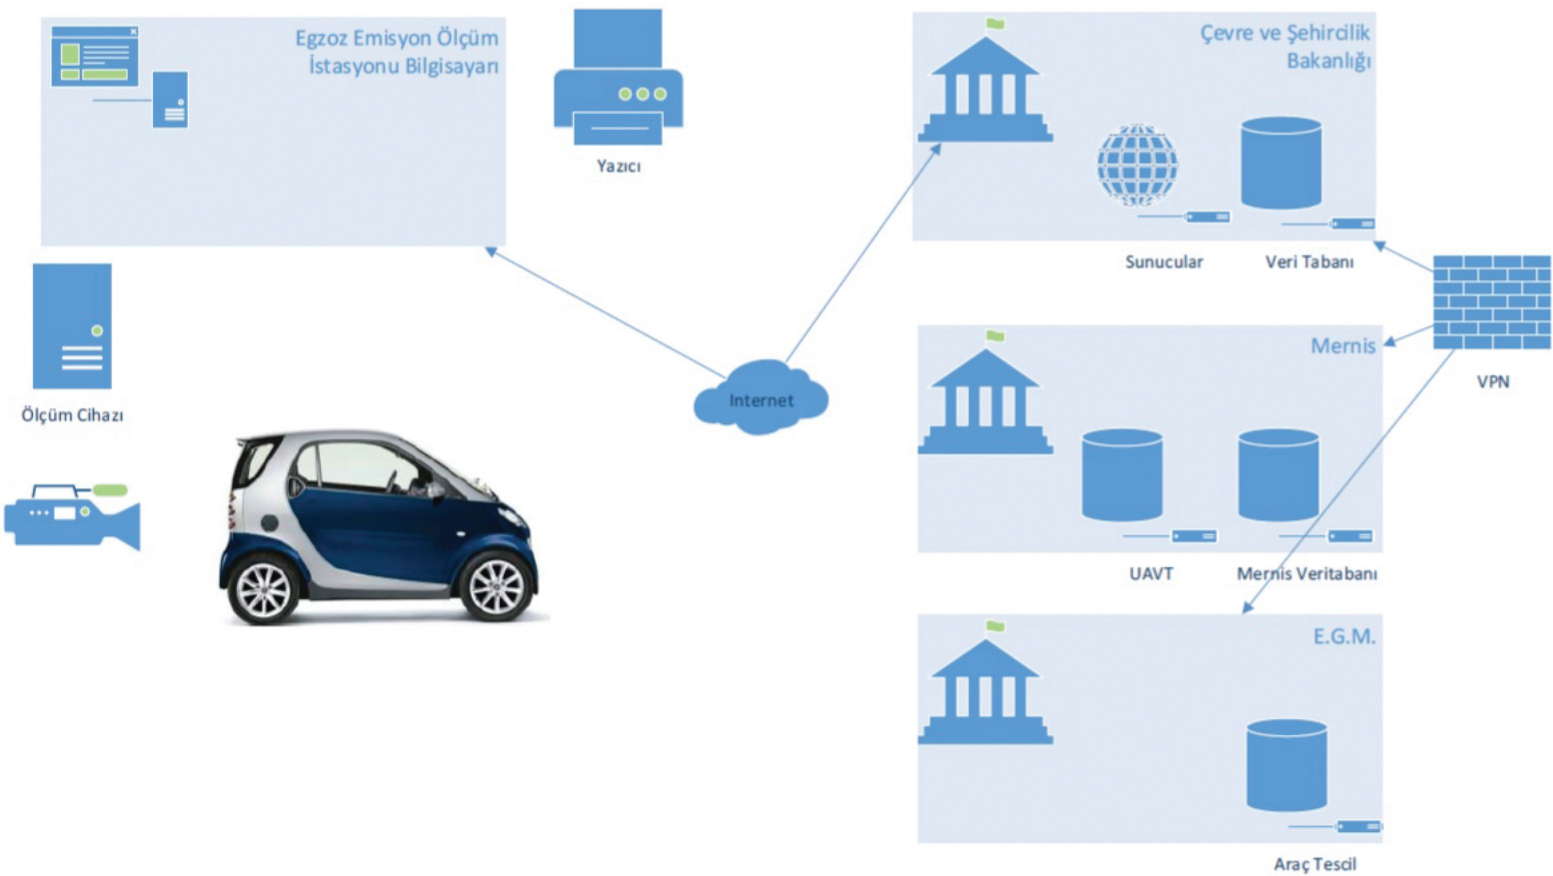 Egzoz Emisyon Ölçüm
İstasyonu Bilgisayarı
Yazıcı
Ölçüm Cihazı
Internet
Çevre ve Şehircilik
Bakanlığı
Sunucular
Veri Tabanı
VPN
Mernis
UAVT
Mernis Veritabanı
E.G.M.
Araç Tescil